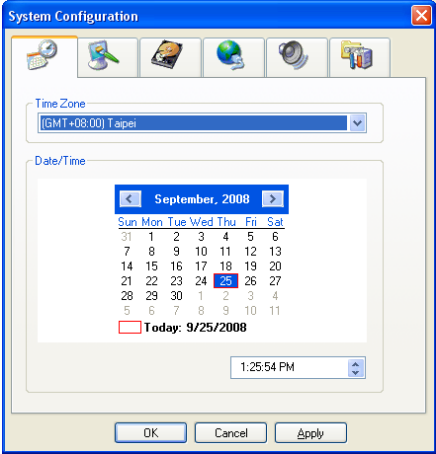 System Configuration
Time Zone
(GMT+08:00) Taipei
Date/Time
September, 2008
Sun Mon Tue Wed Thu Fri Sat
31 1 2 3 4 5 6
7 8 9 10 11 12 13
14 15 16 17 18 19 20
21 22 23 24 25 26 27
28 29 30 1 2 3 4
5 6 7 8 9 10 11
Today: 9/25/2008
1:25:54 PM
OK Cancel Apply